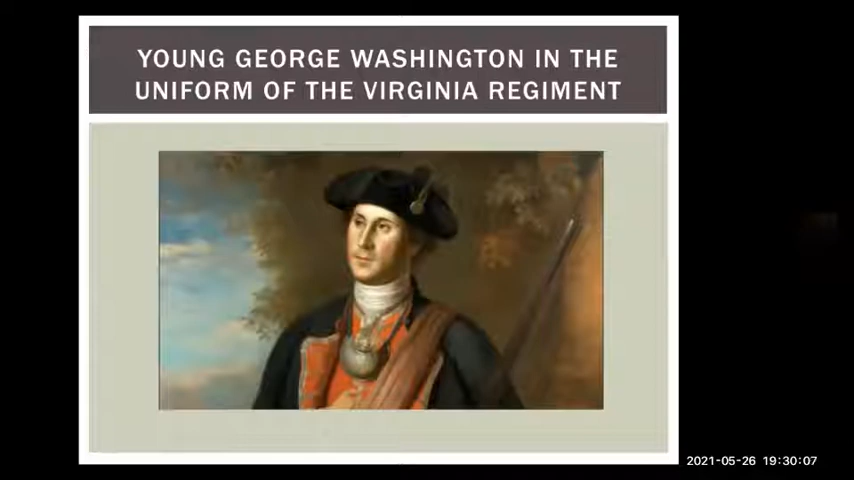 YOUNG GEORGE WASHINGTON IN THE
UNIFORM OF THE VIRGINIA REGIMENT
2021-05-26 19:30:07